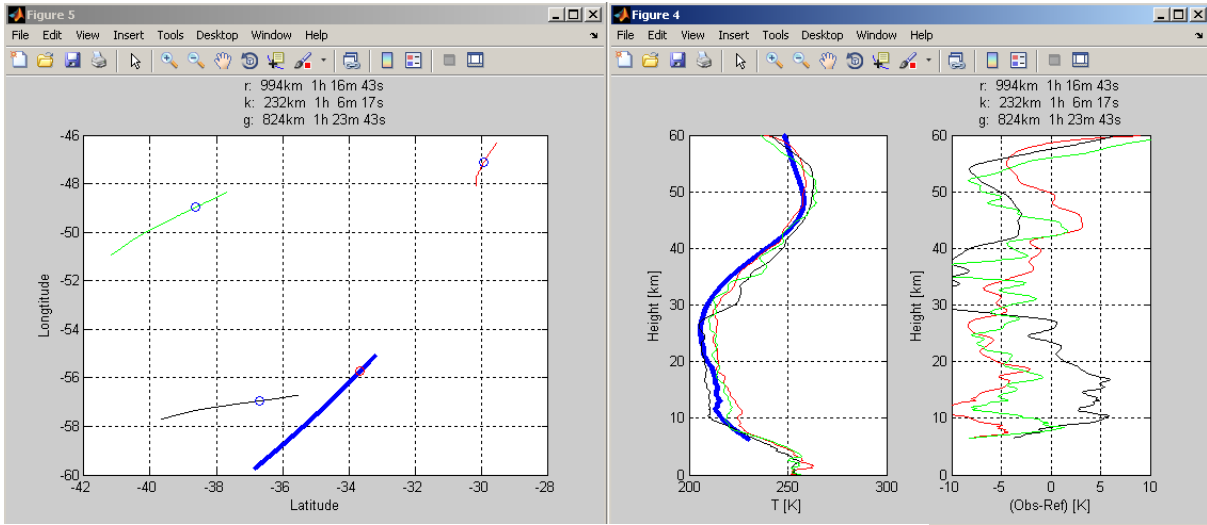 Figure 5
File Edit View Insert Tools Desktop Window Help
r: 994km 1h 16m 43s
k: 232km 1h 6m 17s
g: 824km 1h 23m 43s
-46
-48
-50
-52
-54
-56
-58
-60
Longtitude
-42 -40 -38 -36 -34 -32 -30 -28
Latitude
Figure 4
File Edit View Insert Tools Desktop Window Help
r: 994km 1h 16m 43s
k: 232km 1h 6m 17s
g: 824km 1h 23m 43s
60
50
40
30
20
10
0
Height [km]
200 250 300
T [K]
60
50
40
30
20
10
0
Height [km]
-10 -5 0 5 10
(Obs-Ref) [K]